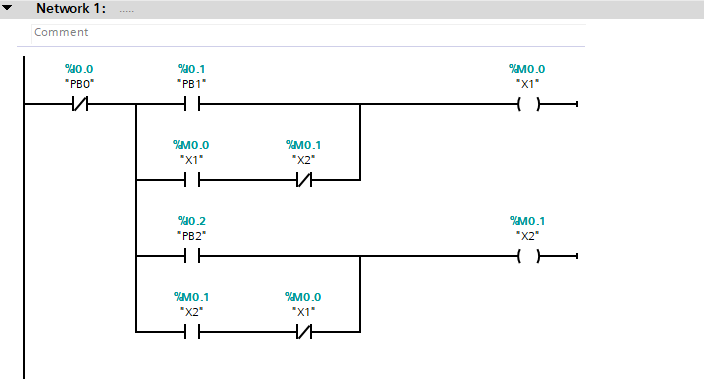 Network 1: .....
Comment
%I0.0 %I0.1 %M0.0
"PB0" "PB1" "X1"
%M0.0 %M0.1
"X1" "X2"
%I0.2 %M0.1
"PB2" "X2"
%M0.1 %M0.0
"X2" "X1"